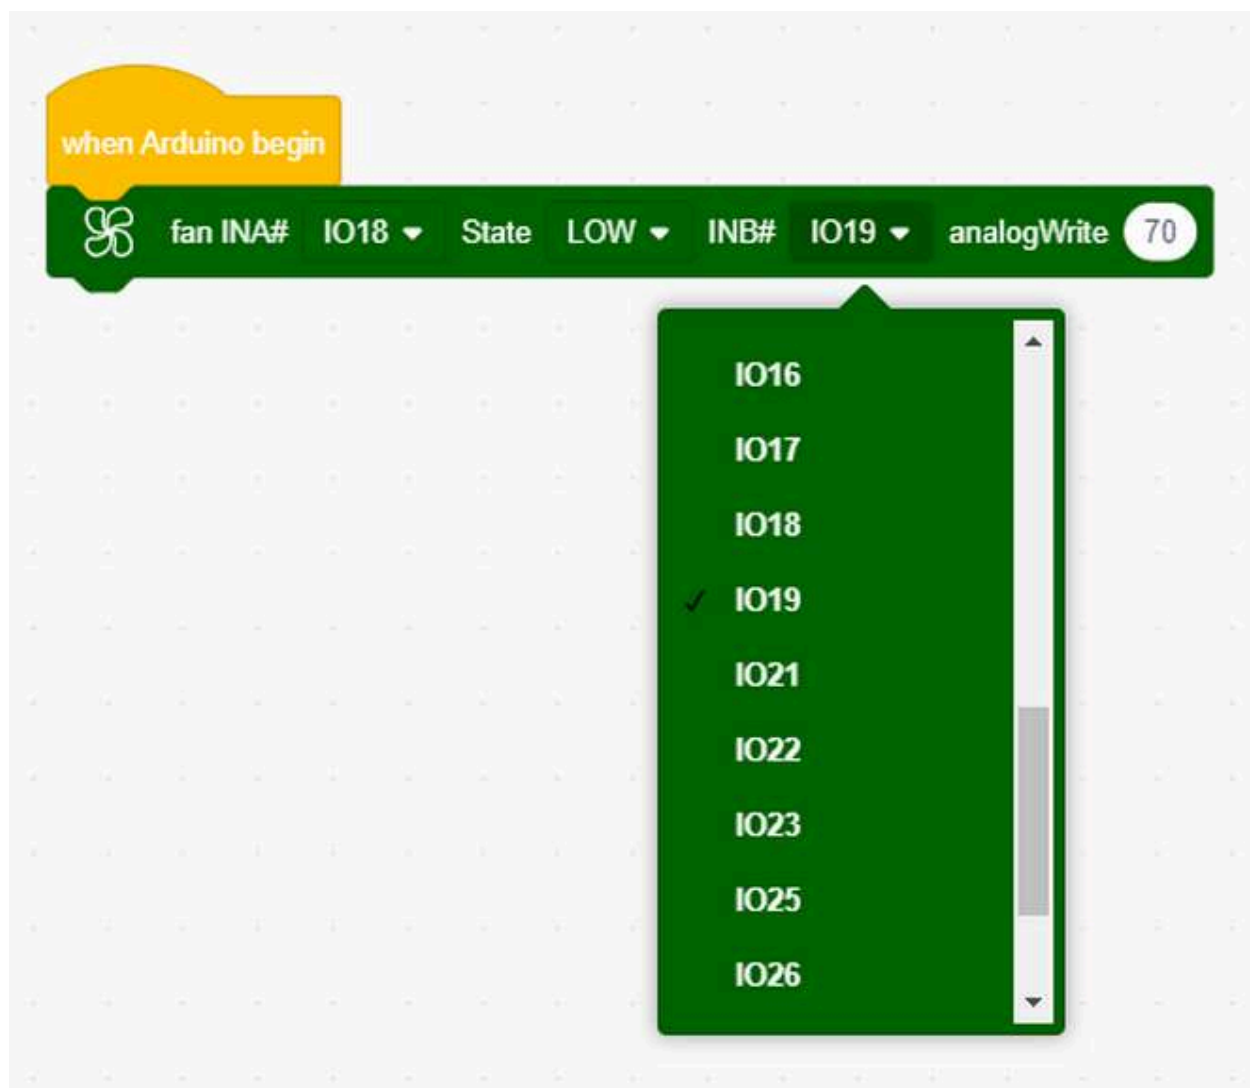 when Arduino begin
fan INA# IO18 State LOW INB# IO19 analogWrite 70
IO16
IO17
IO18
IO19
IO21
IO22
IO23
IO25
IO26